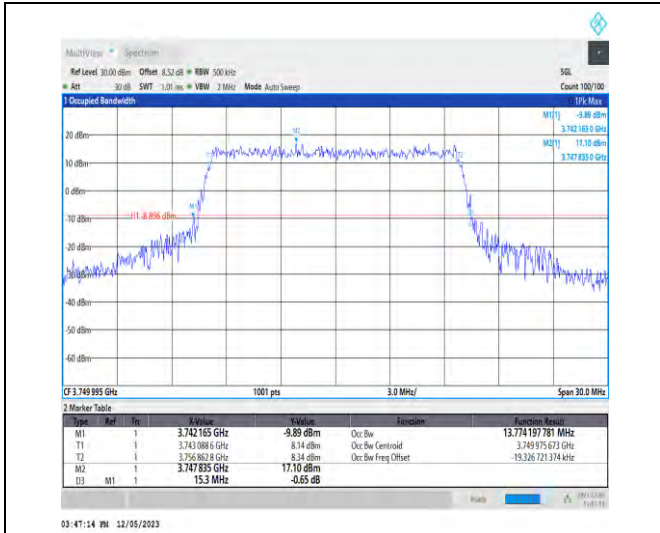 MultiView Spectrum
Ref Level 30.00 dBm Offset 8.52 dB RBW 500 kHz SGL
Att 30 dB SWT 1.01 ms VBW 2 MHz Mode Auto Sweep Count 100/100
1 Occupied Bandwidth 1Pk Max
M1[1] -9.89 dBm
3.742 165 0 GHz
M2[1] 17.10 dBm
3.747 835 0 GHz
20 dBm
M2
T1 T2
10 dBm
0 dBm
M1
-10 dBm
H1 -8.896 dBm
-20 dBm
-30 dBm
-40 dBm
-50 dBm
-60 dBm
CF 3.749 995 GHz 1001 pts 3.0 MHz/ Span 30.0 MHz
2 Marker Table
Type Ref Trc X-Value Y-Value Function Function Result
M1 1 3.742 165 GHz -9.89 dBm Occ Bw 13.774 197 781 MHz
T1 1 3.743 088 6 GHz 8.14 dBm Occ Bw Centroid 3.749 975 673 GHz
T2 1 3.756 862 8 GHz 8.34 dBm Occ Bw Freq Offset -19.326 721 374 kHz
M2 1 3.747 835 GHz 17.10 dBm
D3 M1 1 15.3 MHz -0.65 dB
Ready
03:47:14 PM 12/05/2023